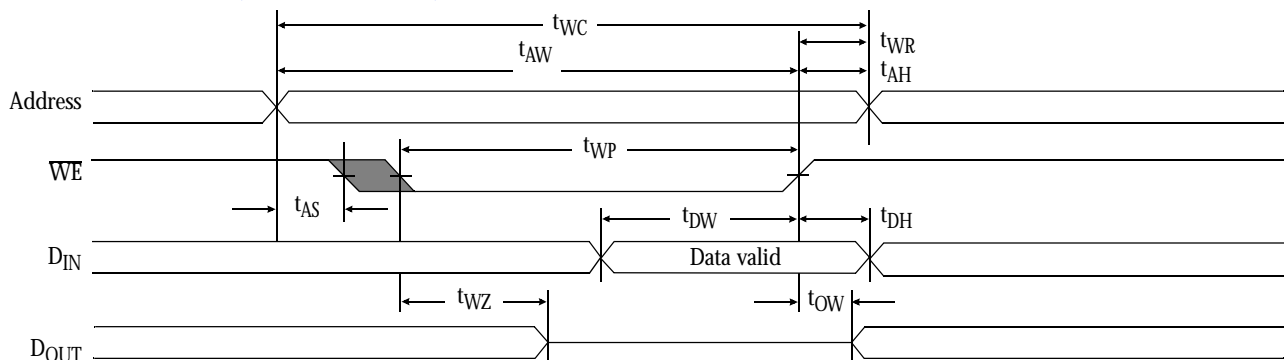 tWC
tWR
tAW
tAH
Address
tWP
WE
tAS
tDW
tDH
DIN
Data valid
tWZ
tOW
DOUT